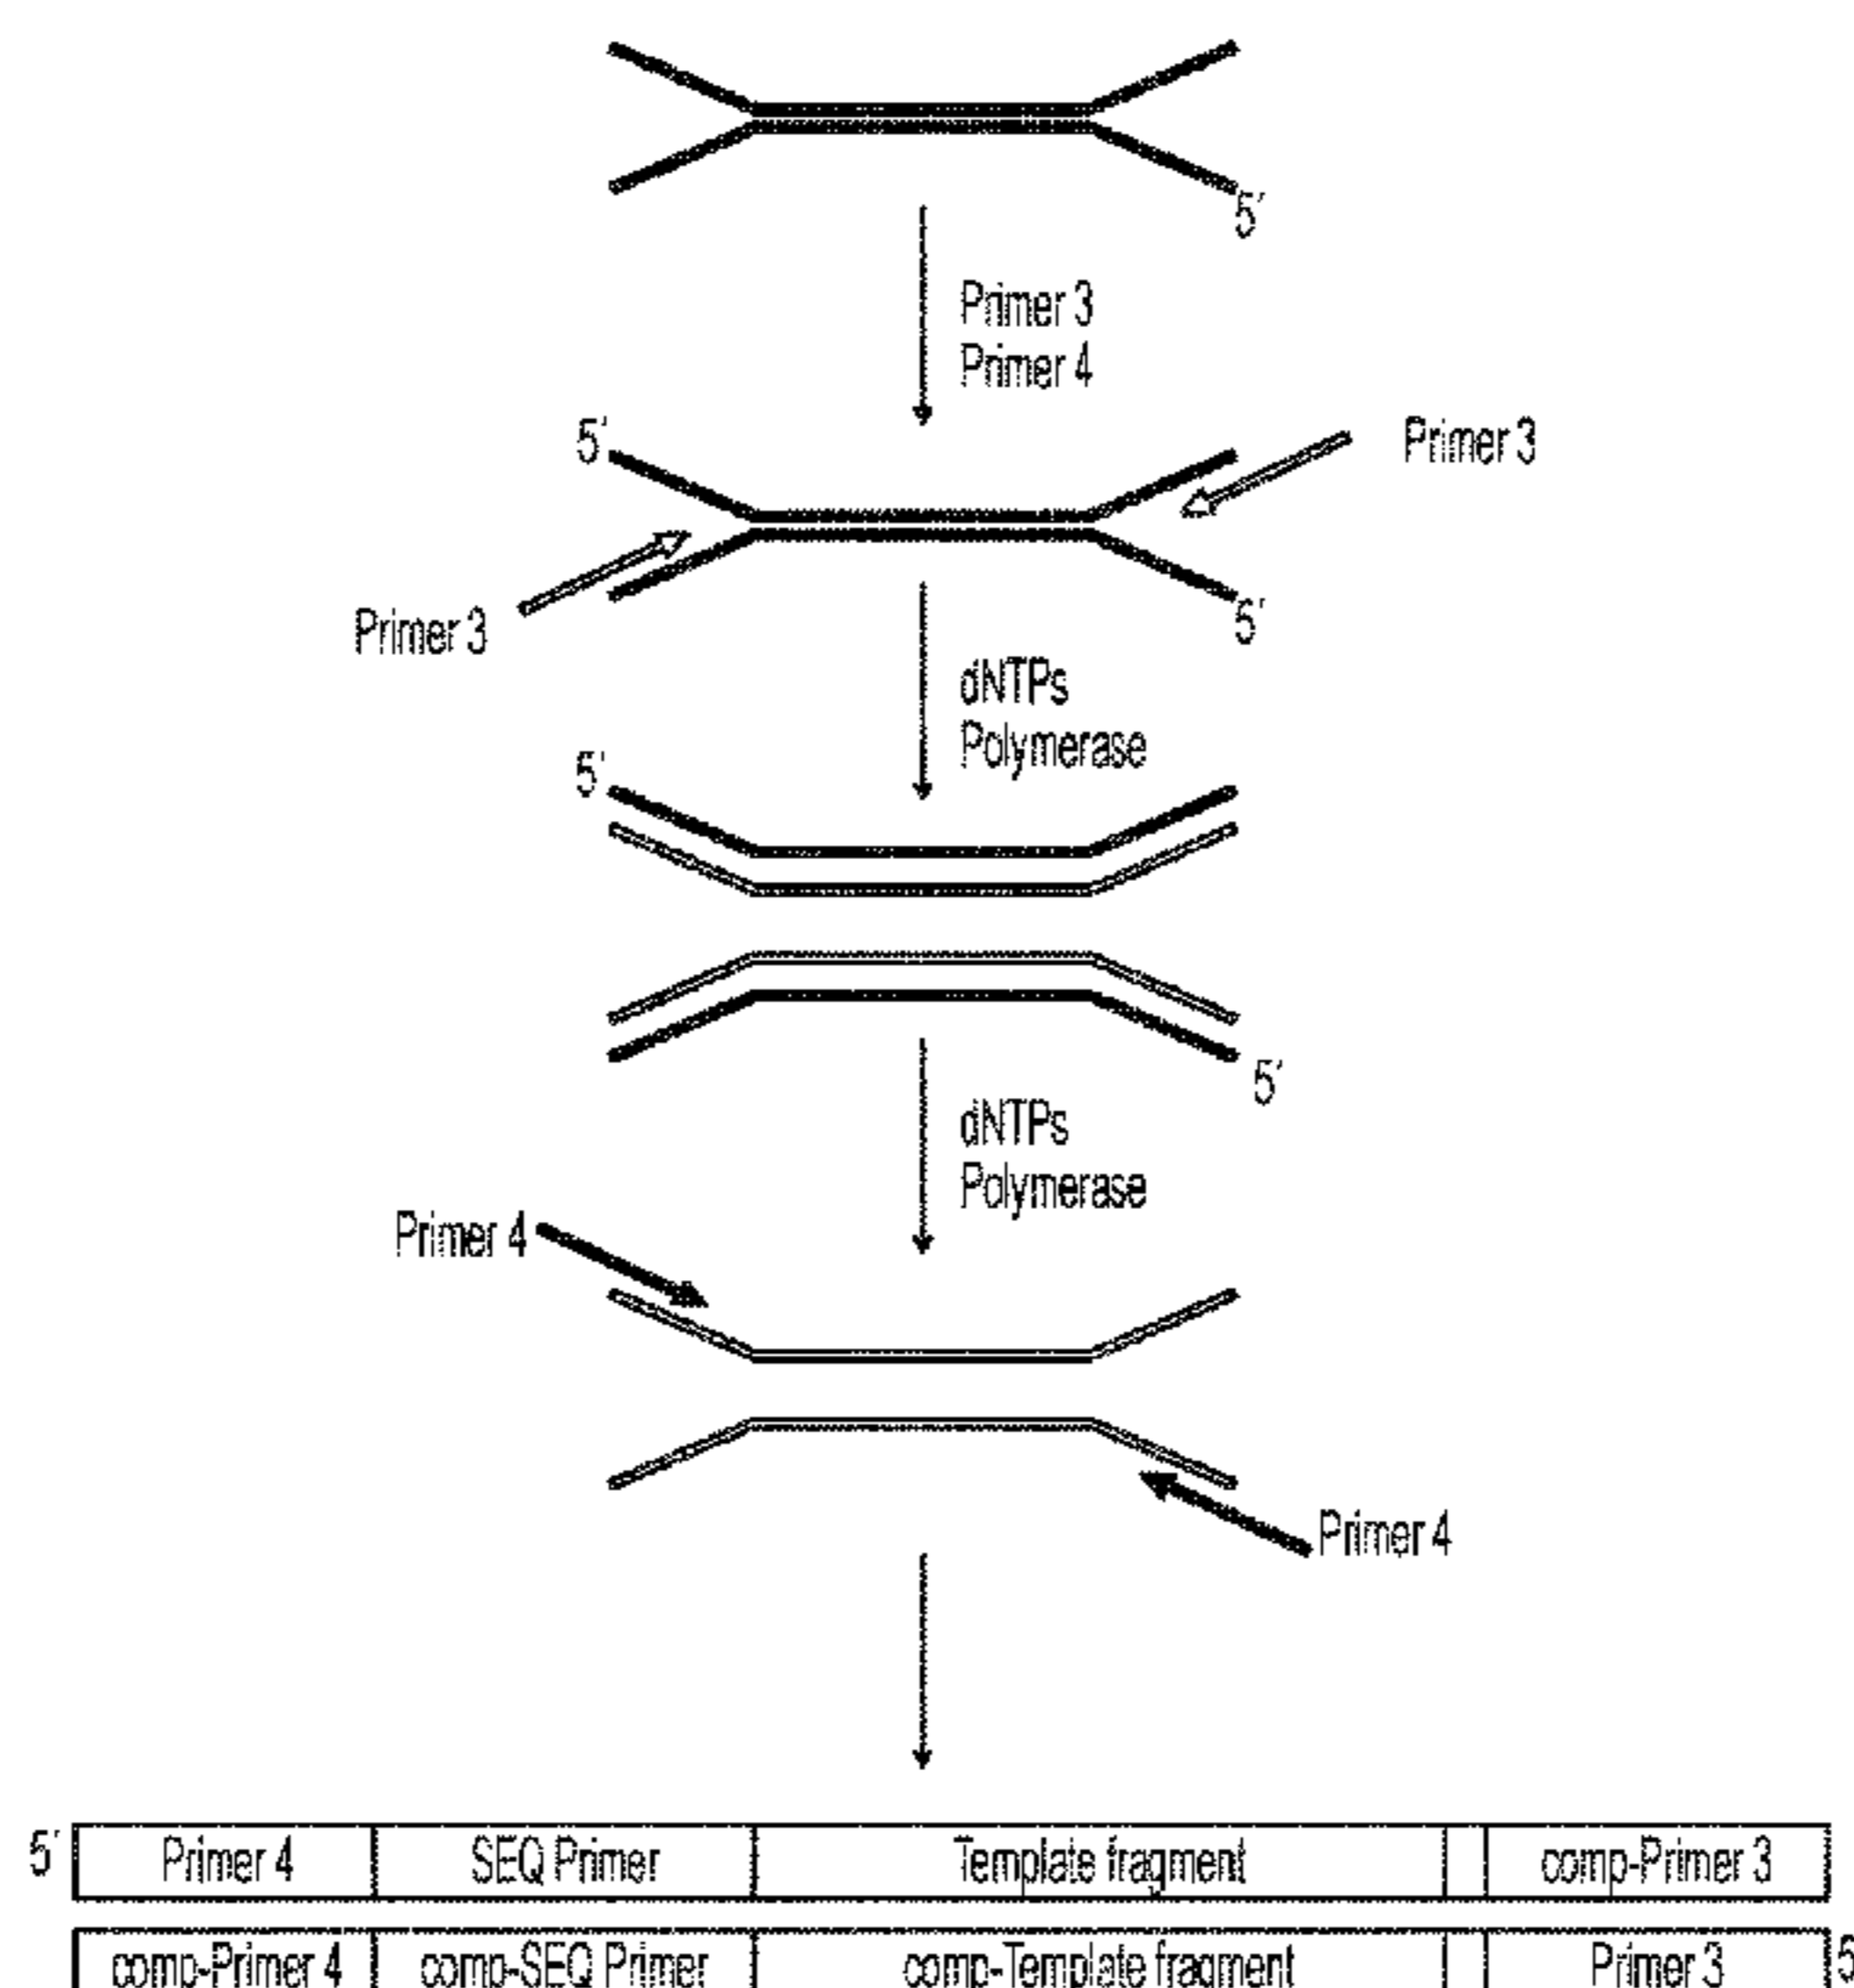 5′
Primer 3
Primer 4
5′
Primer 3
Primer 3
5′
dNTPs
Polymerase
5′
5′
dNTPs
Polymerase
Primer 4
Primer 4
5′ Primer 4 SEQ Primer Template fragment comp-Primer 3
comp-Primer 4 comp-SEQ Primer comp-Template fragment Primer 3 5